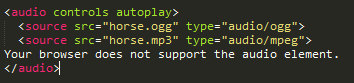 <audio controls autoplay>
  <source src="horse.ogg" type="audio/ogg">
  <source src="horse.mp3" type="audio/mpeg">
Your browser does not support the audio element.
</audio>